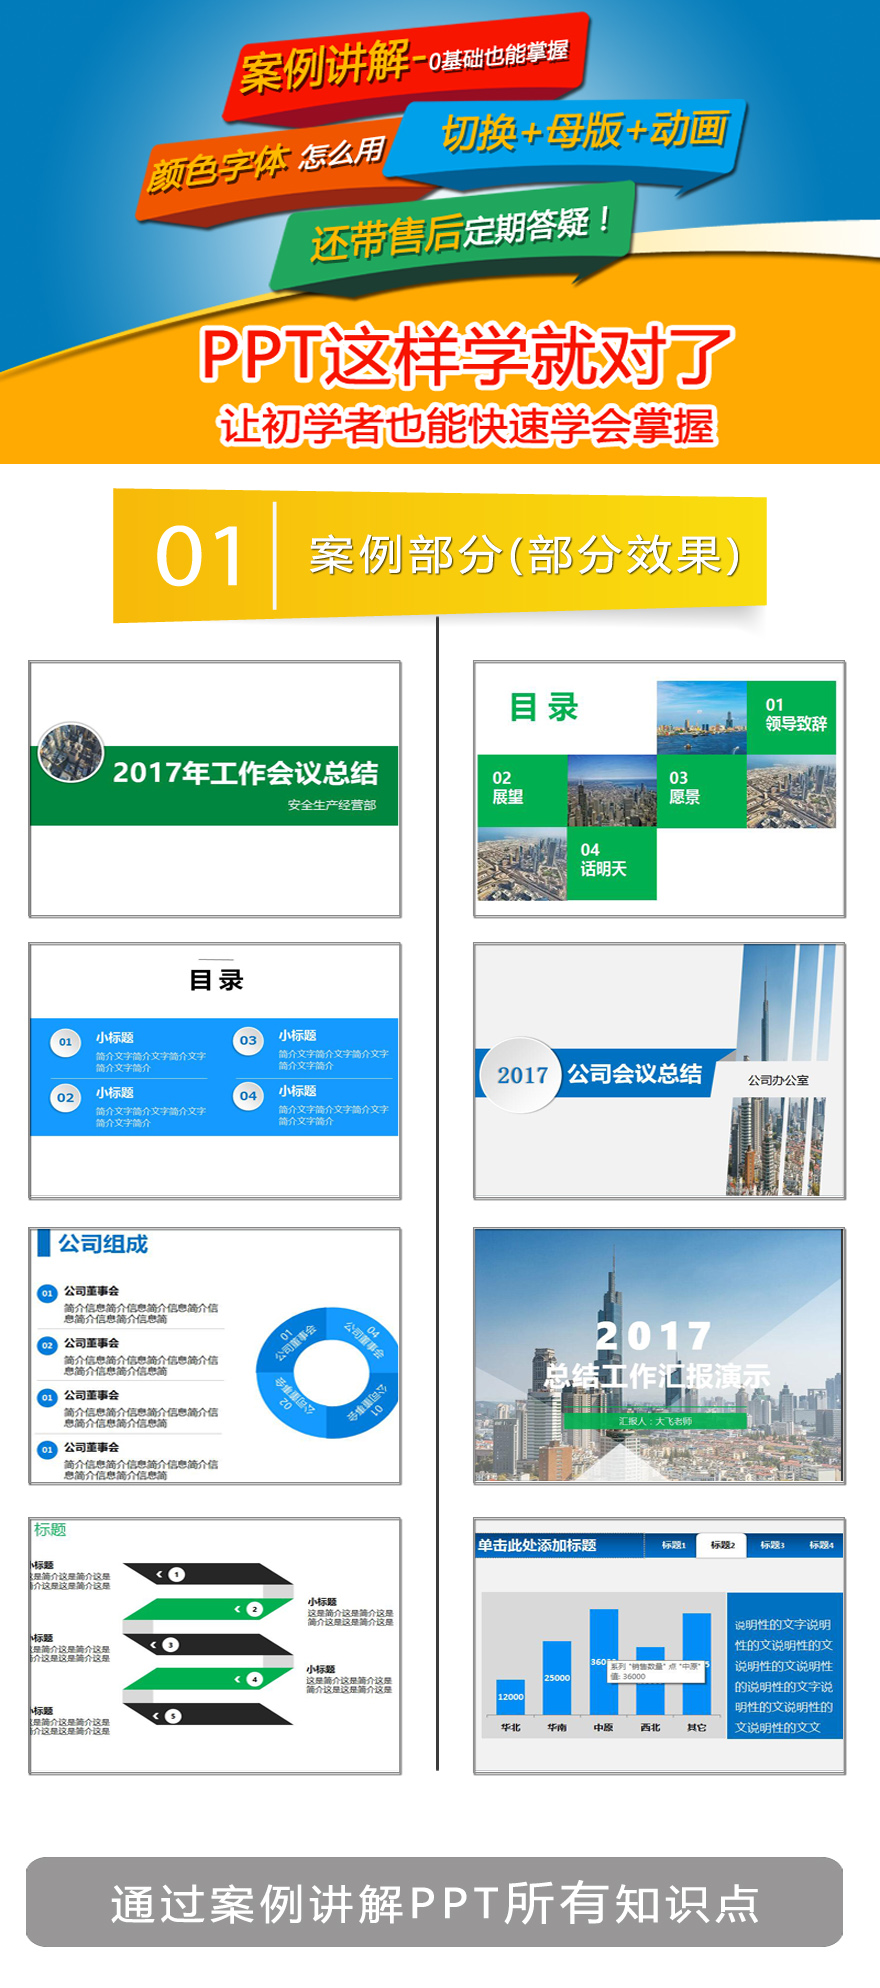 案例讲解-0基础也能掌握
颜色字体 怎么用
切换+母版+动画
还带售后定期答疑！
PPT这样学就对了
让初学者也能快速学会掌握
01 案例部分(部分效果)
2017年工作会议总结
安全生产经营部
目录
01
领导致辞
02
展望
03
愿景
04
话明天
目录
01 小标题
简介文字简介文字简介文字
简介文字简介
02 小标题
简介文字简介文字简介文字
简介文字简介
03 小标题
简介文字简介文字简介文字
简介文字简介
04 小标题
简介文字简介文字简介文字
简介文字简介
2017 公司会议总结
公司办公室
公司组成
01 公司董事会
简介信息简介信息简介信息简介信
息简介信息简介信息简
02 公司董事会
简介信息简介信息简介信息简介信
息简介信息简介信息简
01 公司董事会
简介信息简介信息简介信息简介信
息简介信息简介信息简
01 公司董事会
简介信息简介信息简介信息简介信
息简介信息简介信息简
01
公司董事会
04
公司董事会
02
公司董事会
01
公司董事会
2017
总结工作汇报演示
汇报人：大飞老师
标题
小标题
这是简介这是简介这是
简介这是简介这是
1
2
小标题
这是简介这是简介这是
简介这是简介这是简介
小标题
这是简介这是简介这是
简介这是简介这是
3
4
小标题
这是简介这是简介这是
简介这是简介这是简介
小标题
这是简介这是简介这是
简介这是简介这是
5
单击此处添加标题 标题1 标题2 标题3 标题4
12000
25000
系列 "销售数量" 点 "中原"
值: 36000
华北 华南 中原 西北 其它
说明性的文字说明
性的文说明性的文
说明性的文说明性
的说明性的文字说
明性的文说明性的
文说明性的文文
通过案例讲解PPT所有知识点